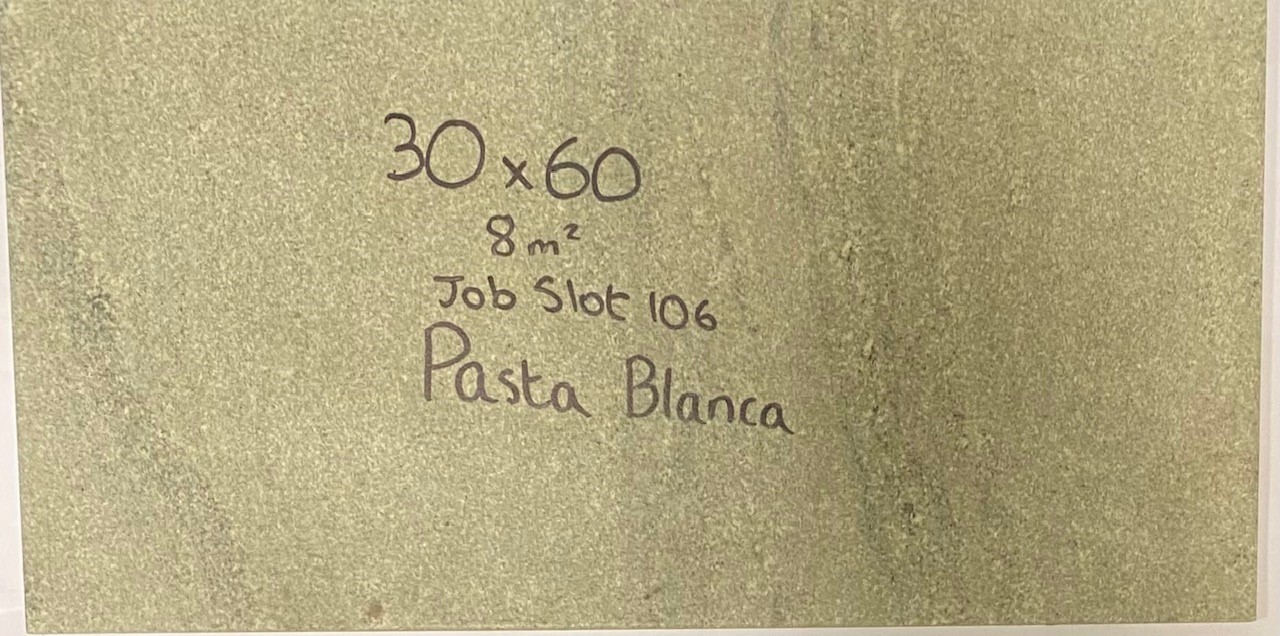 30x60
8m²
Job Slot 106
Pasta Blanca